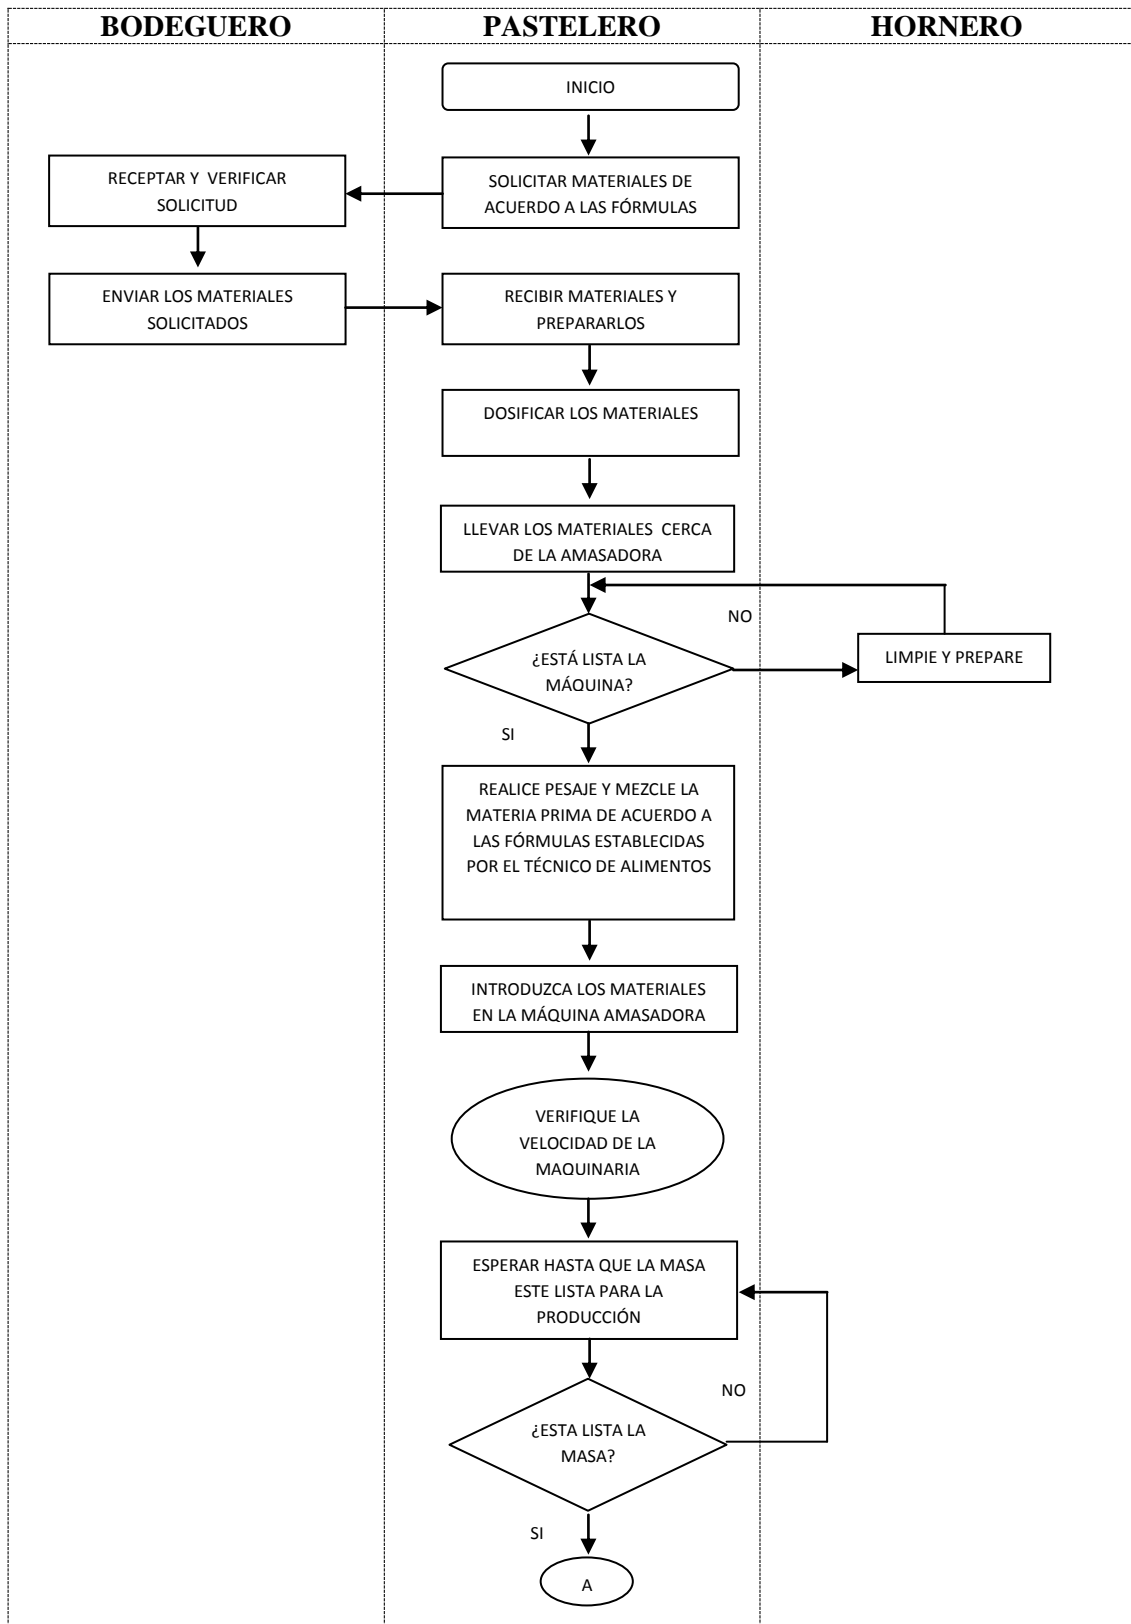 BODEGUERO
PASTELERO
HORNERO
INICIO
RECEPTAR Y VERIFICAR
SOLICITUD
SOLICITAR MATERIALES DE
ACUERDO A LAS FÓRMULAS
ENVIAR LOS MATERIALES
SOLICITADOS
RECIBIR MATERIALES Y
PREPARARLOS
DOSIFICAR LOS MATERIALES
LLEVAR LOS MATERIALES CERCA
DE LA AMASADORA
NO
¿ESTÁ LISTA LA
MÁQUINA?
LIMPIE Y PREPARE
SI
REALICE PESAJE Y MEZCLE LA
MATERIA PRIMA DE ACUERDO A
LAS FÓRMULAS ESTABLECIDAS
POR EL TÉCNICO DE ALIMENTOS
INTRODUZCA LOS MATERIALES
EN LA MÁQUINA AMASADORA
VERIFIQUE LA
VELOCIDAD DE LA
MAQUINARIA
ESPERAR HASTA QUE LA MASA
ESTE LISTA PARA LA
PRODUCCIÓN
NO
¿ESTA LISTA LA
MASA?
SI
A